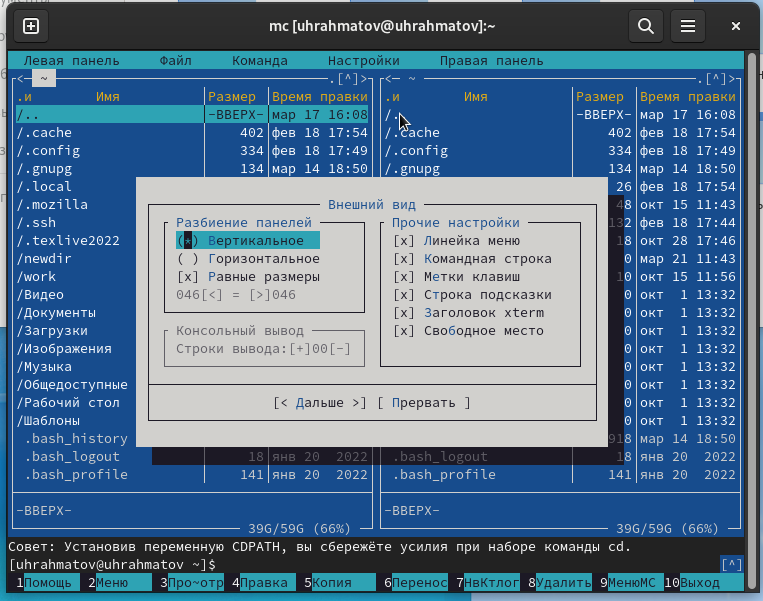 mc [uhrahmatov@uhrahmatov]:~
Левая панель Файл Команда Настройки Правая панель
<─ ~ .[^]> <─ ~ .[^]>
.и Имя Размер Время правки .и Имя Размер Время правки
/.. -ВВЕРХ- мар 17 16:08 /. -ВВЕРХ- мар 17 16:08
/.cache 402 фев 18 17:54 /.cache 402 фев 18 17:54
/.config 334 фев 18 17:49 /.config 334 фев 18 17:49
/.gnupg 134 мар 14 18:50 /.gnupg 134 мар 14 18:50
/.local 26 фев 18 17:54
/.mozilla Внешний вид 48 окт 15 11:43
/.ssh Разбиение панелей Прочие настройки 132 фев 18 17:44
/.texlive2022 (*) Вертикальное [x] Линейка меню 18 окт 28 17:46
/newdir ( ) Горизонтальное [x] Командная строка 0 мар 21 11:43
/work [x] Равные размеры [x] Метки клавиш 10 окт 15 11:56
/Видео 046[<] = [>]046 [x] Строка подсказки 0 окт 1 13:32
/Документы [x] Заголовок xterm 0 окт 1 13:32
/Загрузки Консольный вывод [x] Свободное место 0 окт 1 13:32
/Изображения Строки вывода:[+]00[-] 0 окт 1 13:32
/Музыка 0 окт 1 13:32
/Общедоступные 0 окт 1 13:32
/Рабочий стол [< Дальше >] [ Прервать ] 0 окт 1 13:32
/Шаблоны 0 окт 1 13:32
.bash_history 918 мар 14 18:50
.bash_logout 18 янв 20 2022 .bash_logout 18 янв 20 2022
.bash_profile 141 янв 20 2022 .bash_profile 141 янв 20 2022
-ВВЕРХ- -ВВЕРХ-
39G/59G (66%) 39G/59G (66%)
Совет: Установив переменную CDPATH, вы сбережёте усилия при наборе команды cd.
[uhrahmatov@uhrahmatov ~]$ [^]
1Помощь 2Меню 3Про~отр 4Правка 5Копия 6Перенос 7НвКтлог 8Удалить 9МенюМС 10Выход